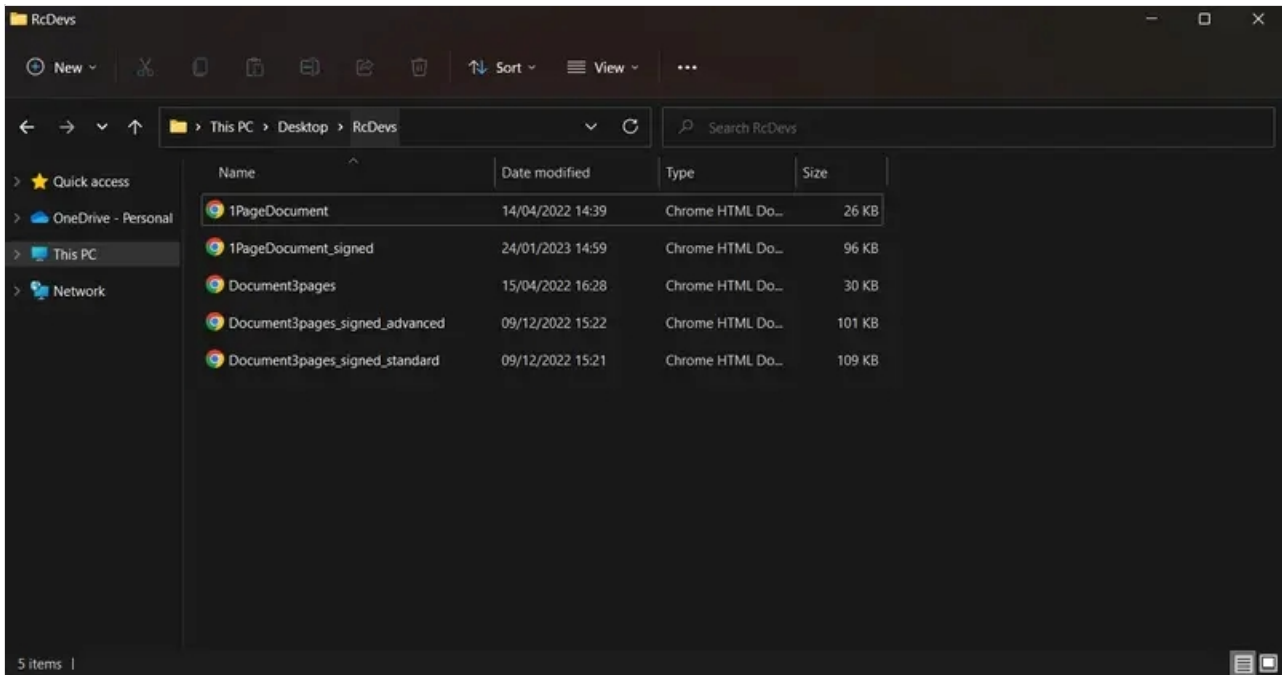 RcDevs
New Sort View
This PC > Desktop > RcDevs Search RcDevs
Name Date modified Type Size
Quick access
OneDrive - Personal
This PC
Network
1PageDocument 14/04/2022 14:39 Chrome HTML Do... 26 KB
1PageDocument_signed 24/01/2023 14:59 Chrome HTML Do... 96 KB
Document3pages 15/04/2022 16:28 Chrome HTML Do... 30 KB
Document3pages_signed_advanced 09/12/2022 15:22 Chrome HTML Do... 101 KB
Document3pages_signed_standard 09/12/2022 15:21 Chrome HTML Do... 109 KB
5 items